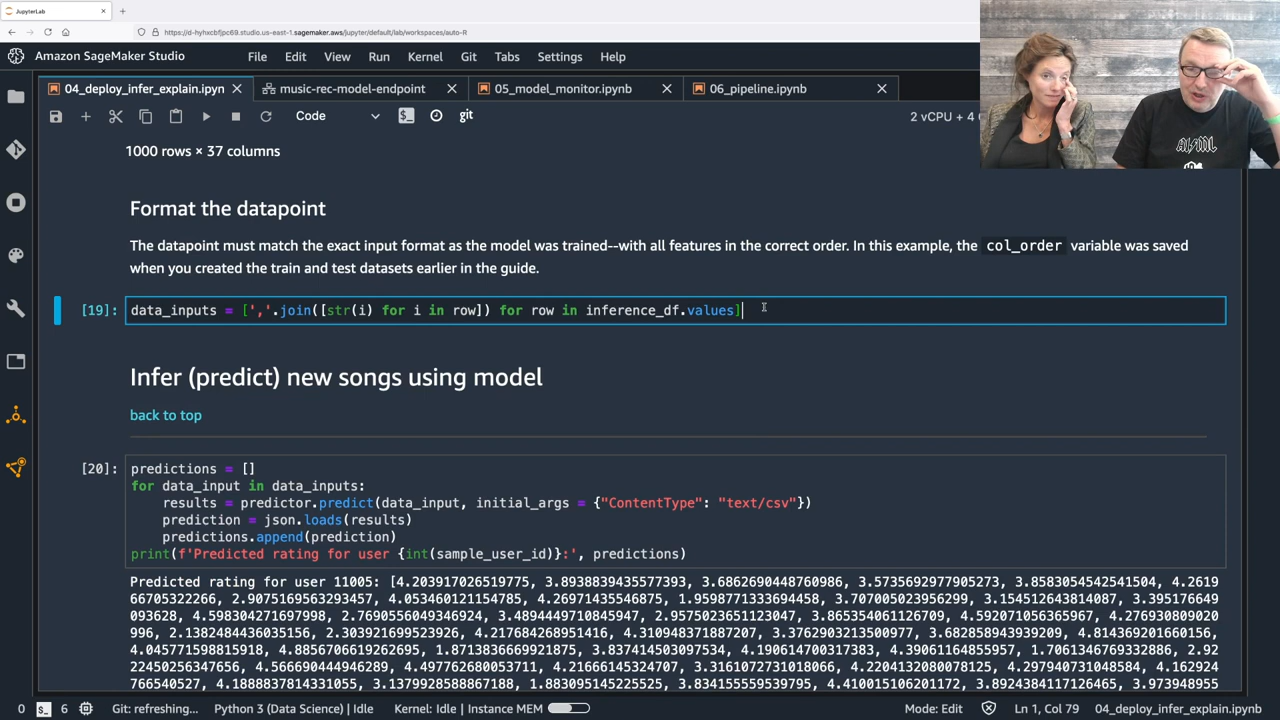 JupyterLab
https://d-hyhxcbfjpc69.studio.us-east-1.sagemaker.aws/jupyter/default/lab/workspaces/auto-R
Amazon SageMaker Studio File Edit View Run Kernel Git Tabs Settings Help
04_deploy_infer_explain.ipyn music-rec-model-endpoint 05_model_monitor.ipynb 06_pipeline.ipynb
Code git 2 vCPU + 4
1000 rows × 37 columns
Format the datapoint
The datapoint must match the exact input format as the model was trained--with all features in the correct order. In this example, the col_order variable was saved
when you created the train and test datasets earlier in the guide.
[19]: data_inputs = [','.join([str(i) for i in row]) for row in inference_df.values]
Infer (predict) new songs using model
back to top
[20]: predictions = []
for data_input in data_inputs:
    results = predictor.predict(data_input, initial_args = {"ContentType": "text/csv"})
    prediction = json.loads(results)
    predictions.append(prediction)
print(f'Predicted rating for user {int(sample_user_id)}:', predictions)
Predicted rating for user 11005: [4.203917026519775, 3.8938839435577393, 3.6862690448760986, 3.5735692977905273, 3.8583054542541504, 4.2619
66705322266, 2.9075169563293457, 4.053460121154785, 4.26971435546875, 1.9598771333694458, 3.707005023956299, 3.154512643814087, 3.395176649
093628, 4.598304271697998, 2.7690556049346924, 3.4894449710845947, 2.9575023651123047, 3.865354061126709, 4.592071056365967, 4.276930809020
996, 2.1382484436035156, 2.303921699523926, 4.217684268951416, 4.310948371887207, 3.3762903213500977, 3.682858943939209, 4.814369201660156,
4.045771598815918, 4.8856706619262695, 1.8713836669921875, 3.837414503097534, 4.190614700317383, 4.39061164855957, 1.7061346769332886, 2.92
22450256347656, 4.566690444946289, 4.497762680053711, 4.21666145324707, 3.3161072731018066, 4.2204132080078125, 4.297940731048584, 4.162924
766540527, 4.1888837814331055, 3.1379928588867188, 1.883095145225525, 3.834155559539795, 4.410015106201172, 3.8924384117126465, 3.973948955
0 6 Git: refreshing... Python 3 (Data Science) | Idle Kernel: Idle | Instance MEM Mode: Edit Ln 1, Col 79 04_deploy_infer_explain.ipynb